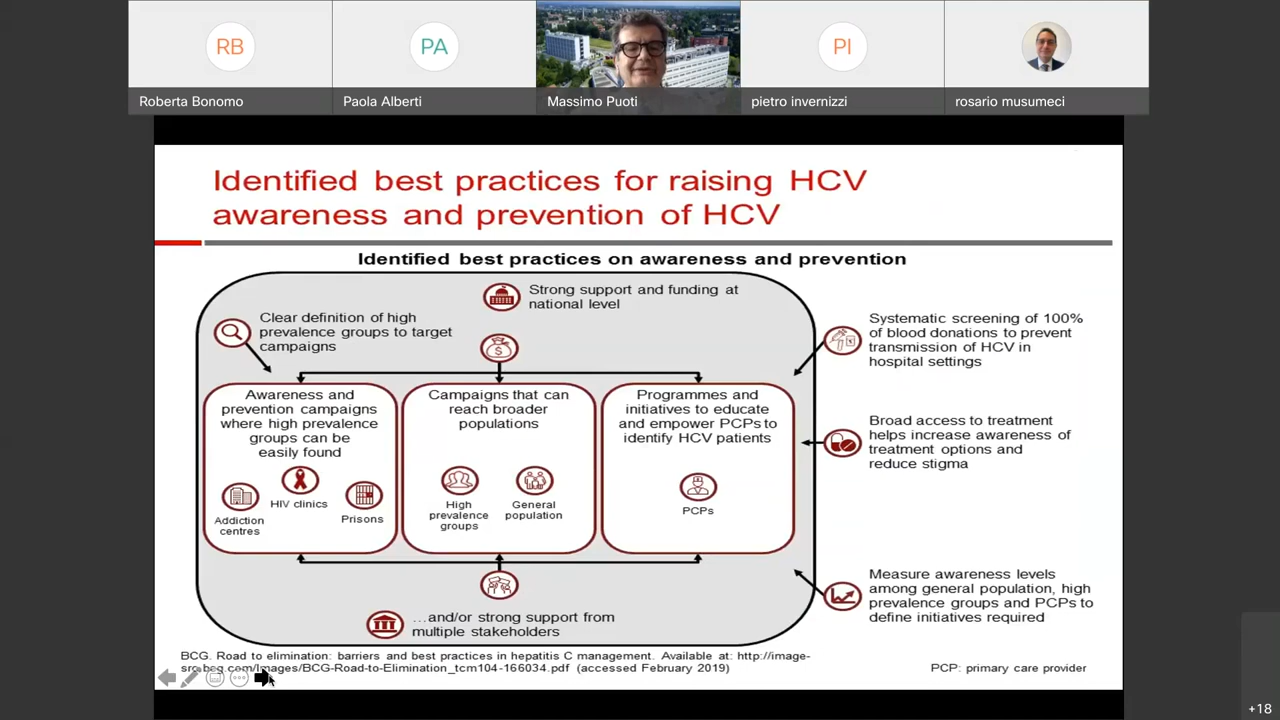 RB
PA
PI
Roberta Bonomo
Paola Alberti
Massimo Puoti
pietro invernizzi
rosario musumeci
Identified best practices for raising HCV
awareness and prevention of HCV
Identified best practices on awareness and prevention
Strong support and funding at
national level
Clear definition of high
prevalence groups to target
campaigns
Awareness and
prevention campaigns
where high prevalence
groups can be
easily found
Addiction
centres
HIV clinics
Prisons
Campaigns that can
reach broader
populations
High
prevalence
groups
General
population
Programmes and
initiatives to educate
and empower PCPs to
identify HCV patients
PCPs
...and/or strong support from
multiple stakeholders
Systematic screening of 100%
of blood donations to prevent
transmission of HCV in
hospital settings
Broad access to treatment
helps increase awareness of
treatment options and
reduce stigma
Measure awareness levels
among general population, high
prevalence groups and PCPs to
define initiatives required
BCG. Road to elimination: barriers and best practices in hepatitis C management. Available at: http://image-
src.bcg.com/Images/BCG-Road-to-Elimination_tcm104-166034.pdf (accessed February 2019)
PCP: primary care provider
+18